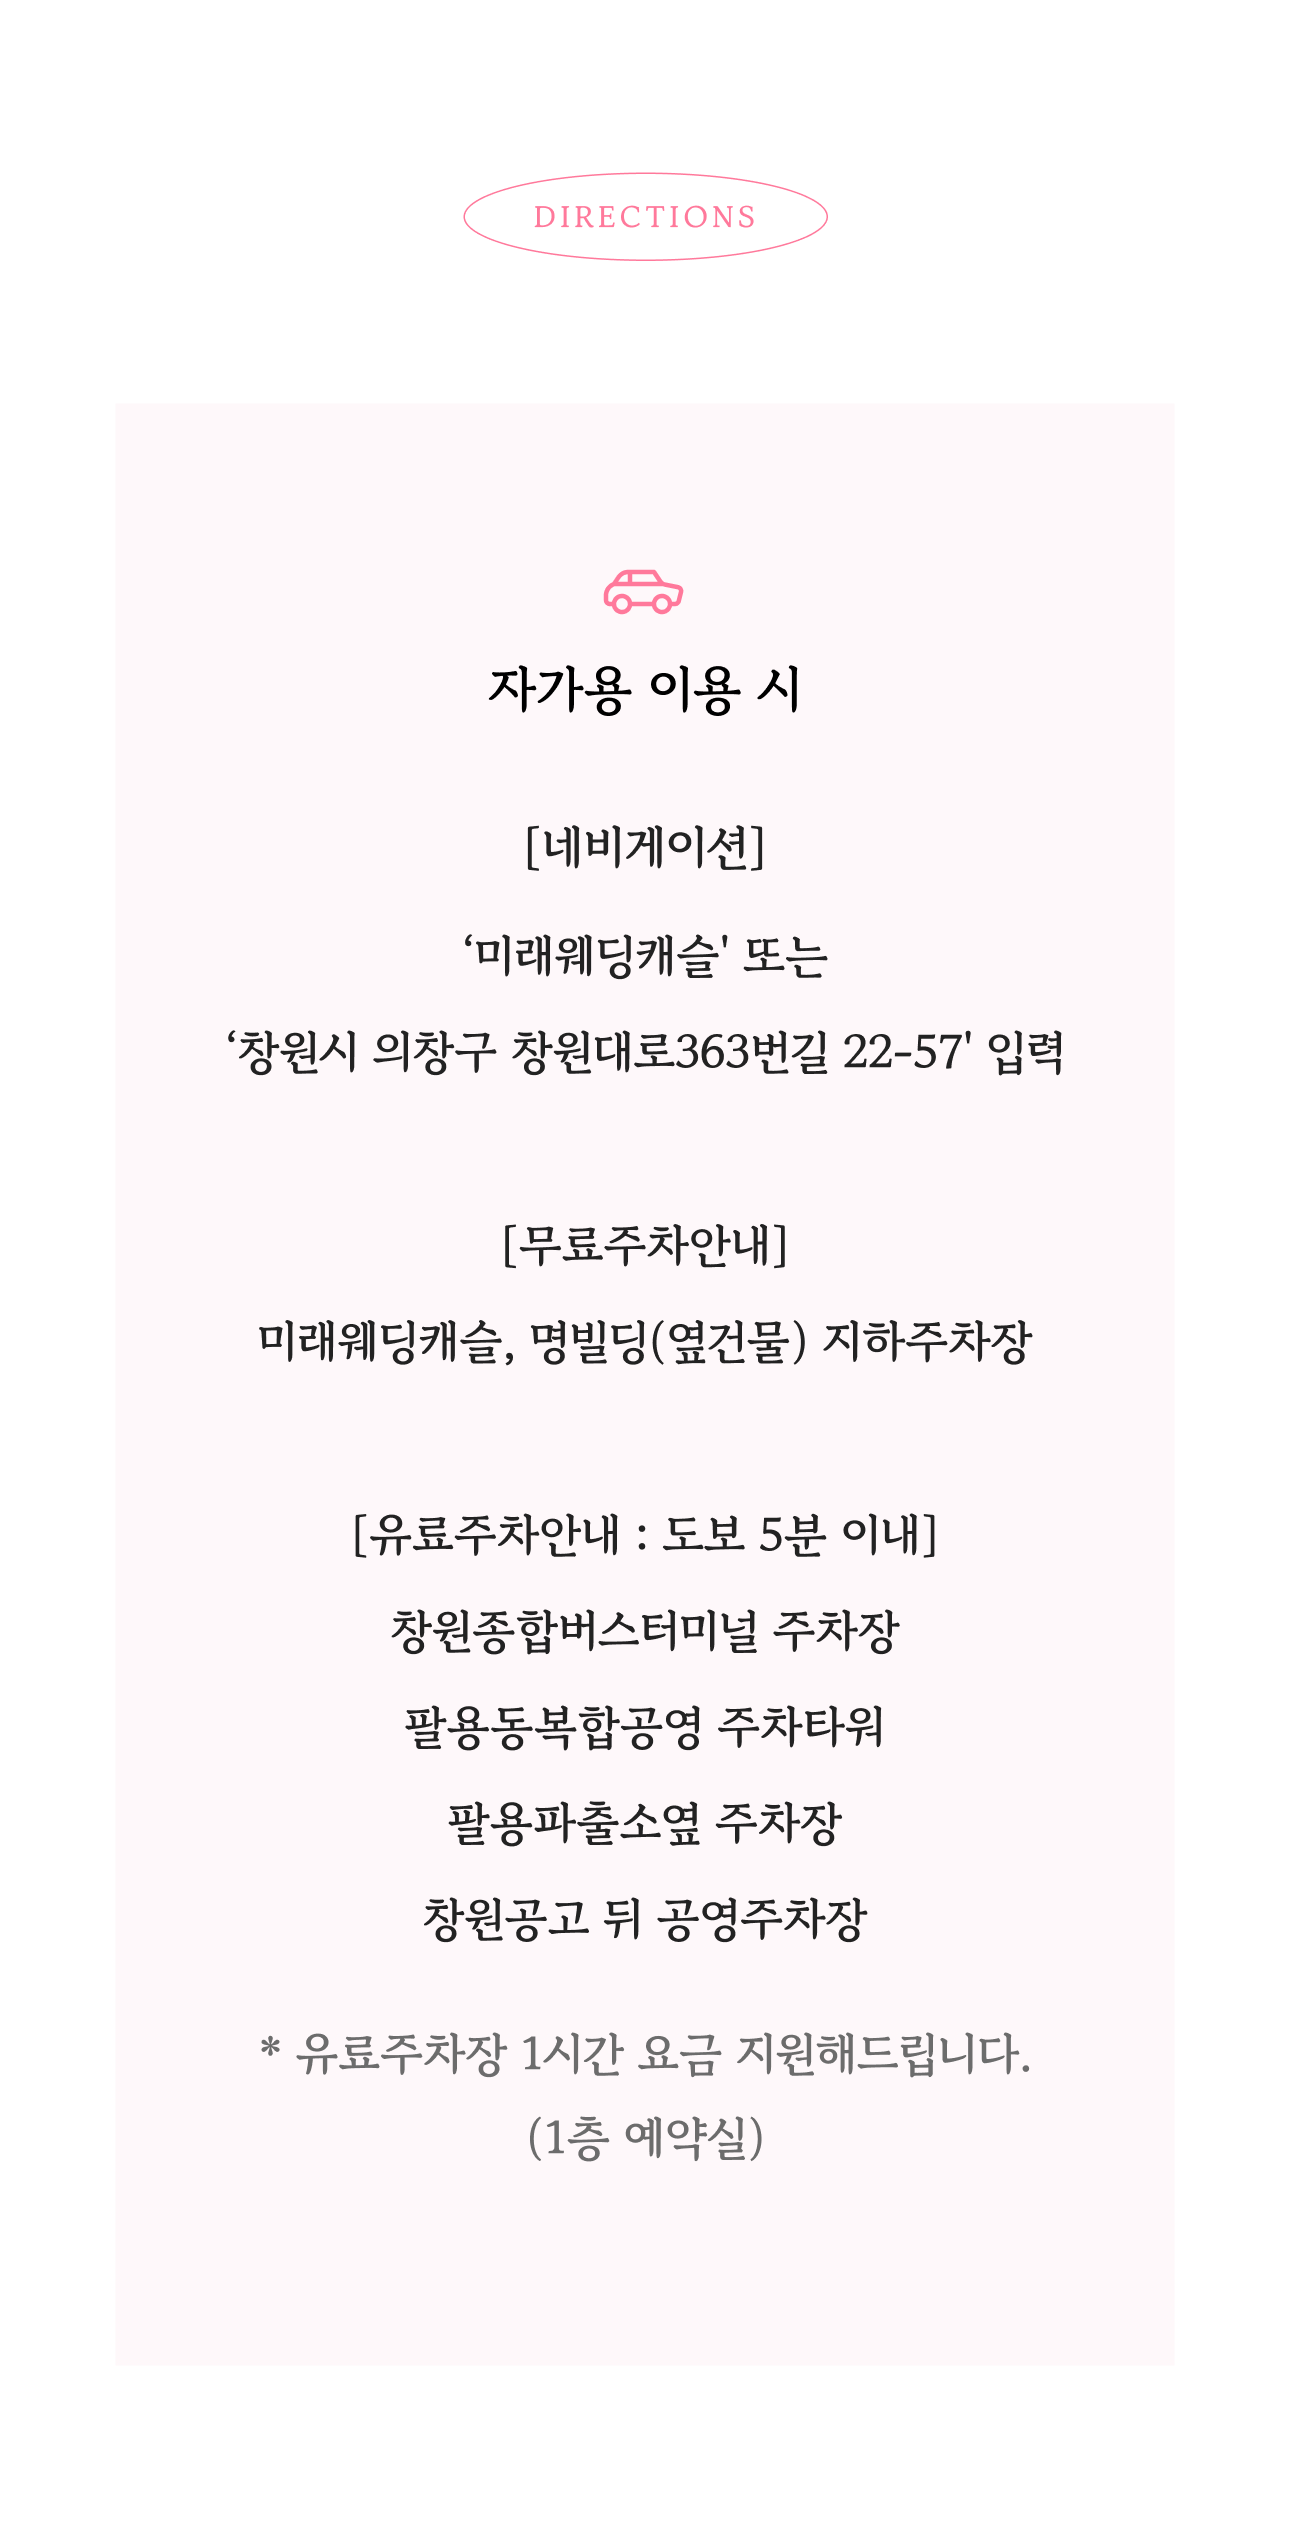 DIRECTIONS
자가용 이용 시
[네비게이션]
‘미래웨딩캐슬' 또는
‘창원시 의창구 창원대로363번길 22-57' 입력
[무료주차안내]
미래웨딩캐슬, 명빌딩(옆건물) 지하주차장
[유료주차안내 : 도보 5분 이내]
창원종합버스터미널 주차장
팔용동복합공영 주차타워
팔용파출소옆 주차장
창원공고 뒤 공영주차장
* 유료주차장 1시간 요금 지원해드립니다.
(1층 예약실)